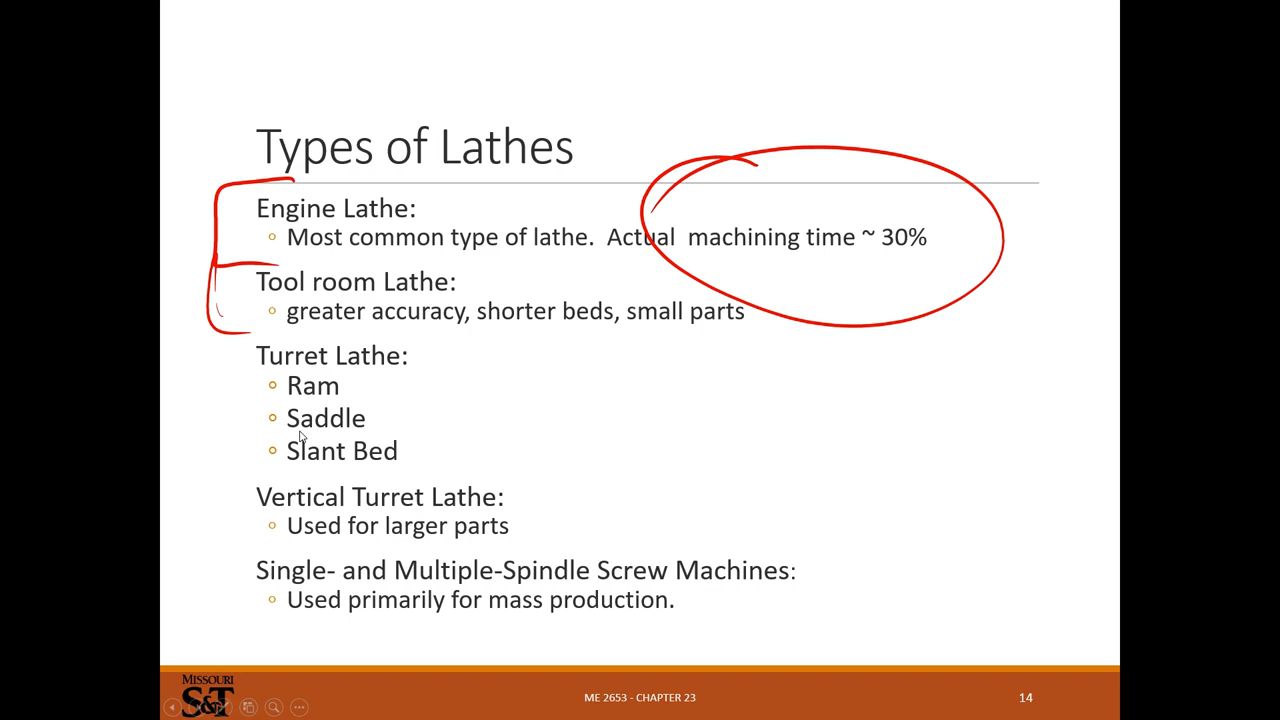 Types of Lathes
Engine Lathe:
Most common type of lathe.  Actual  machining time ~ 30%
Tool room Lathe:
greater accuracy, shorter beds, small parts
Turret Lathe:
Ram
Saddle
Slant Bed
Vertical Turret Lathe:
Used for larger parts
Single- and Multiple-Spindle Screw Machines:
Used primarily for mass production.
MISSOURI
S&T
ME 2653 - CHAPTER 23
14